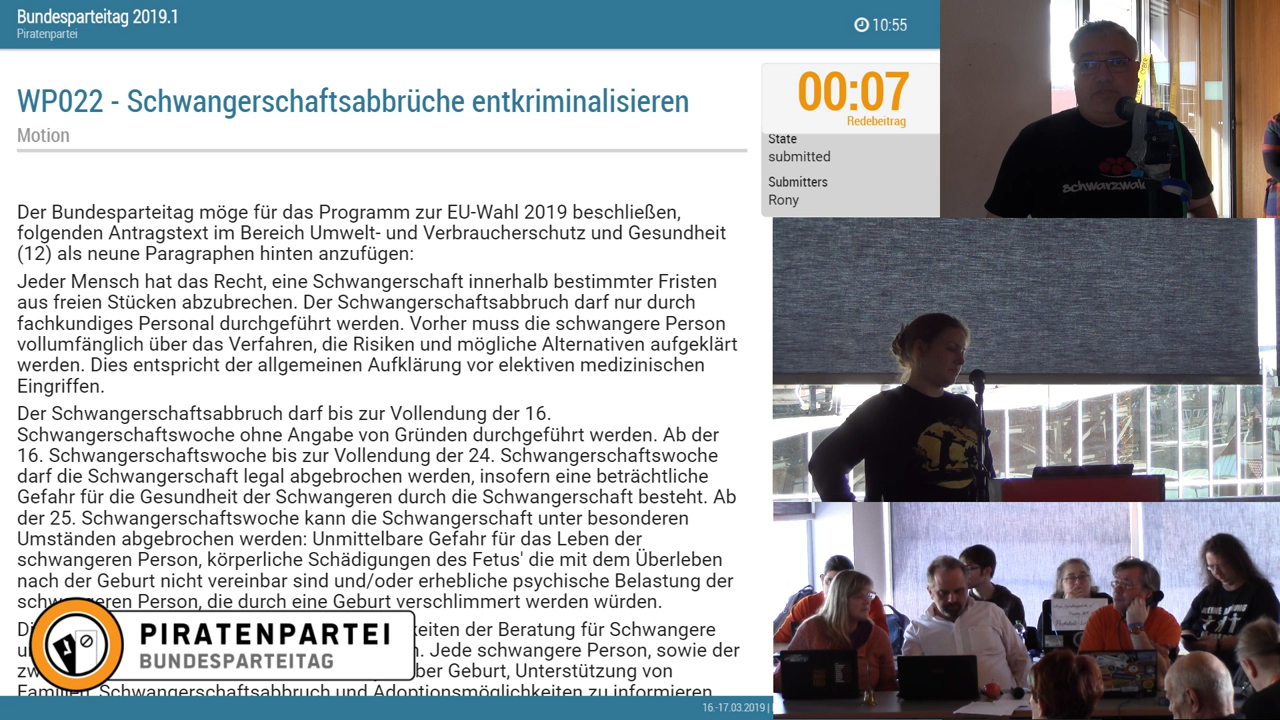 Bundesparteitag 2019.1
Piratenpartei
10:55
WP022 - Schwangerschaftsabbrüche entkriminalisieren
Motion
00:07
Redebeitrag
State
submitted
Submitters
Rony
Der Bundesparteitag möge für das Programm zur EU-Wahl 2019 beschließen,
folgenden Antragstext im Bereich Umwelt- und Verbraucherschutz und Gesundheit
(12) als neune Paragraphen hinten anzufügen:
Jeder Mensch hat das Recht, eine Schwangerschaft innerhalb bestimmter Fristen
aus freien Stücken abzubrechen. Der Schwangerschaftsabbruch darf nur durch
fachkundiges Personal durchgeführt werden. Vorher muss die schwangere Person
vollumfänglich über das Verfahren, die Risiken und mögliche Alternativen aufgeklärt
werden. Dies entspricht der allgemeinen Aufklärung vor elektiven medizinischen
Eingriffen.
Der Schwangerschaftsabbruch darf bis zur Vollendung der 16.
Schwangerschaftswoche ohne Angabe von Gründen durchgeführt werden. Ab der
16. Schwangerschaftswoche bis zur Vollendung der 24. Schwangerschaftswoche
darf die Schwangerschaft legal abgebrochen werden, insofern eine beträchtliche
Gefahr für die Gesundheit der Schwangeren durch die Schwangerschaft besteht. Ab
der 25. Schwangerschaftswoche kann die Schwangerschaft unter besonderen
Umständen abgebrochen werden: Unmittelbare Gefahr für das Leben der
schwangeren Person, körperliche Schädigungen des Fetus' die mit dem Überleben
nach der Geburt nicht vereinbar sind und/oder erhebliche psychische Belastung der
schwangeren Person, die durch eine Geburt verschlimmert werden würden.
keiten der Beratung für Schwangere
Jede schwangere Person, sowie der
ber Geburt, Unterstützung von
Familien, Schwangerschaftsabbruch und Adoptionsmöglichkeiten zu informieren
PIRATENPARTEI
BUNDESPARTEITAG
16.-17.03.2019 |
schwarzwald